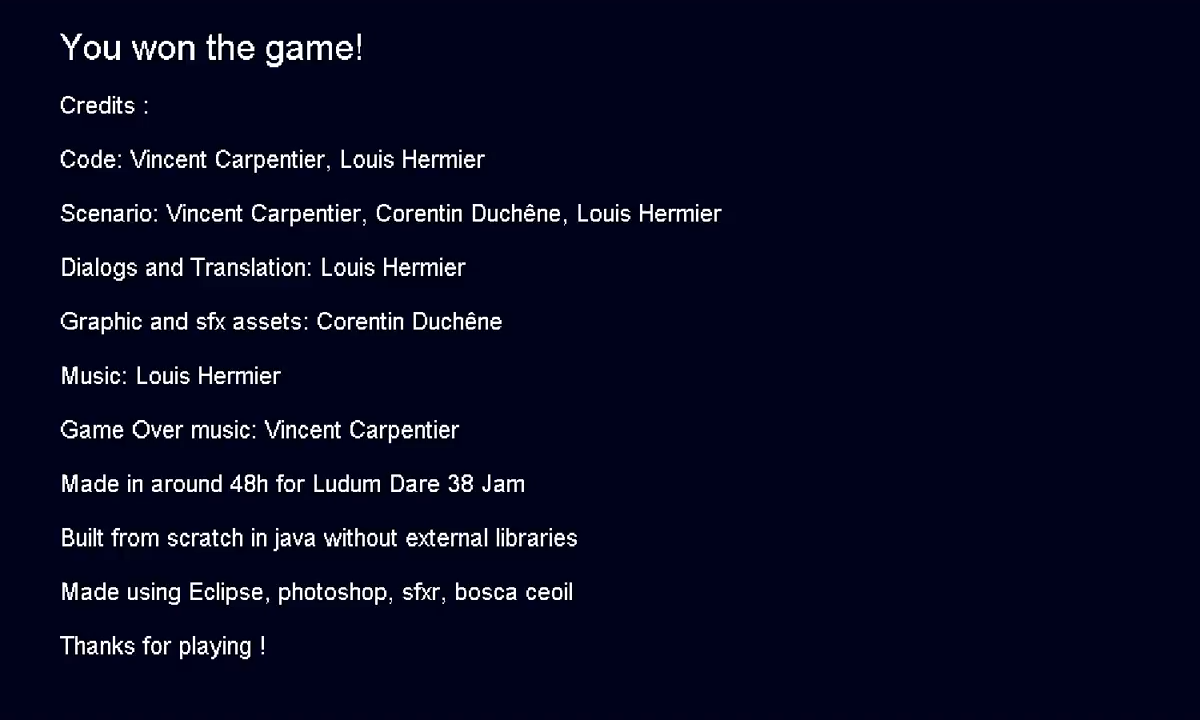 You won the game!
Credits :
Code: Vincent Carpentier, Louis Hermier
Scenario: Vincent Carpentier, Corentin Duchêne, Louis Hermier
Dialogs and Translation: Louis Hermier
Graphic and sfx assets: Corentin Duchêne
Music: Louis Hermier
Game Over music: Vincent Carpentier
Made in around 48h for Ludum Dare 38 Jam
Built from scratch in java without external libraries
Made using Eclipse, photoshop, sfxr, bosca ceoil
Thanks for playing !